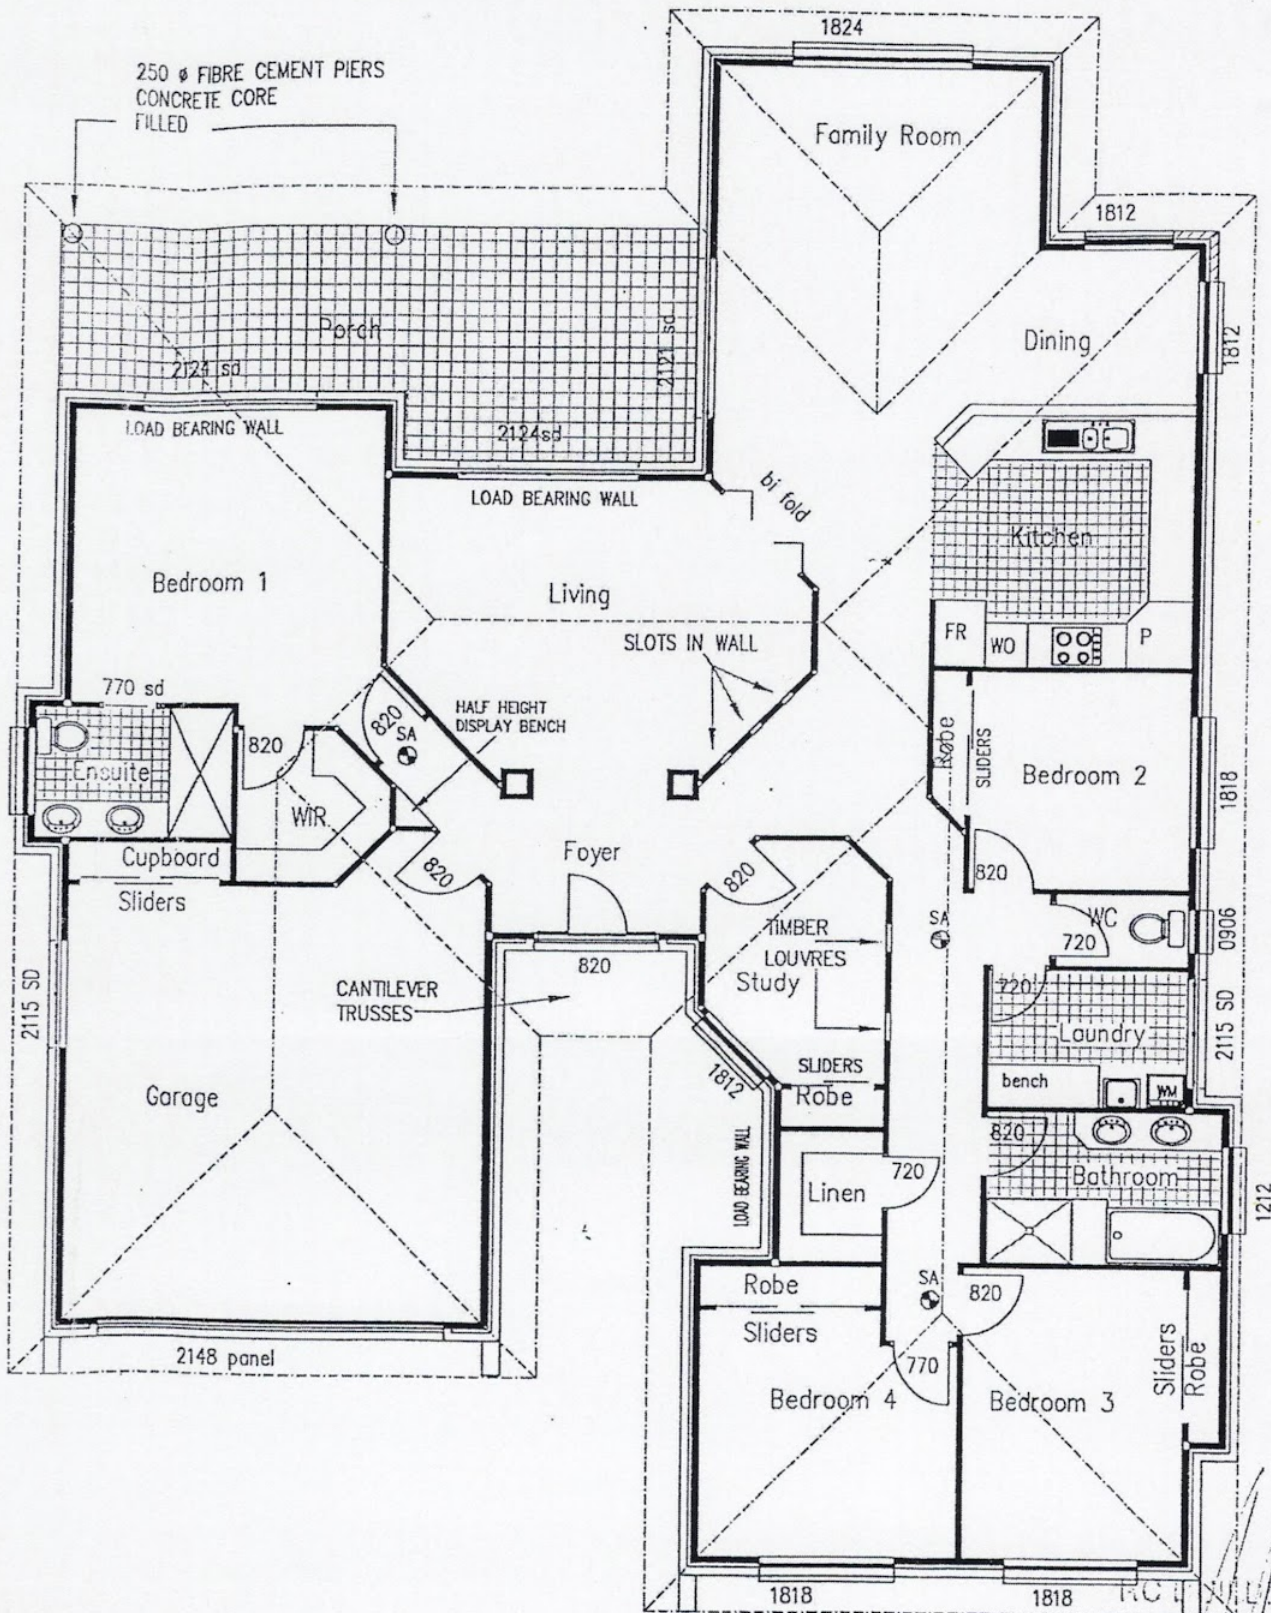 1824
250 ø FIBRE CEMENT PIERS
CONCRETE CORE
FILLED
Family Room
1812
Porch
2121 sd
Dining
1812
2124 sd
LOAD BEARING WALL
2124sd
LOAD BEARING WALL
bi fold
Kitchen
Bedroom 1
Living
SLOTS IN WALL
FR
WO
P
770 sd
HALF HEIGHT
DISPLAY BENCH
820
SA
820
Robe
SLIDERS
Bedroom 2
1818
Ensuite
WIR
Cupboard
Sliders
820
Foyer
820
820
SA
WC
720
0906
TIMBER
LOUVRES
Study
820
CANTILEVER
TRUSSES
2115 SD
720
Laundry
2115 SD
1812
SLIDERS
Robe
bench
WM
Garage
LOAD BEARING WALL
820
Bathroom
Linen
720
1212
Robe
Sliders
SA
820
Sliders
Robe
2148 panel
770
Bedroom 4
Bedroom 3
1818
1818